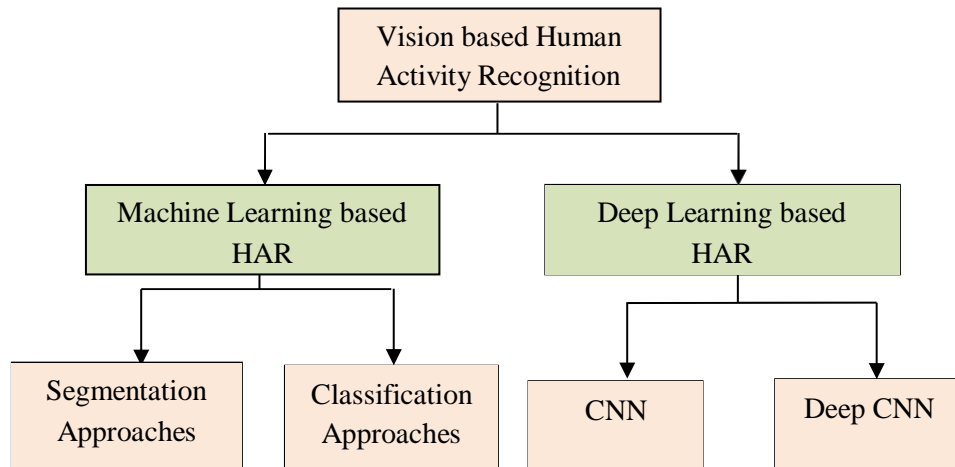 Vision based Human
Activity Recognition
Machine Learning based
HAR
Deep Learning based
HAR
Segmentation
Approaches
Classification
Approaches
CNN
Deep CNN